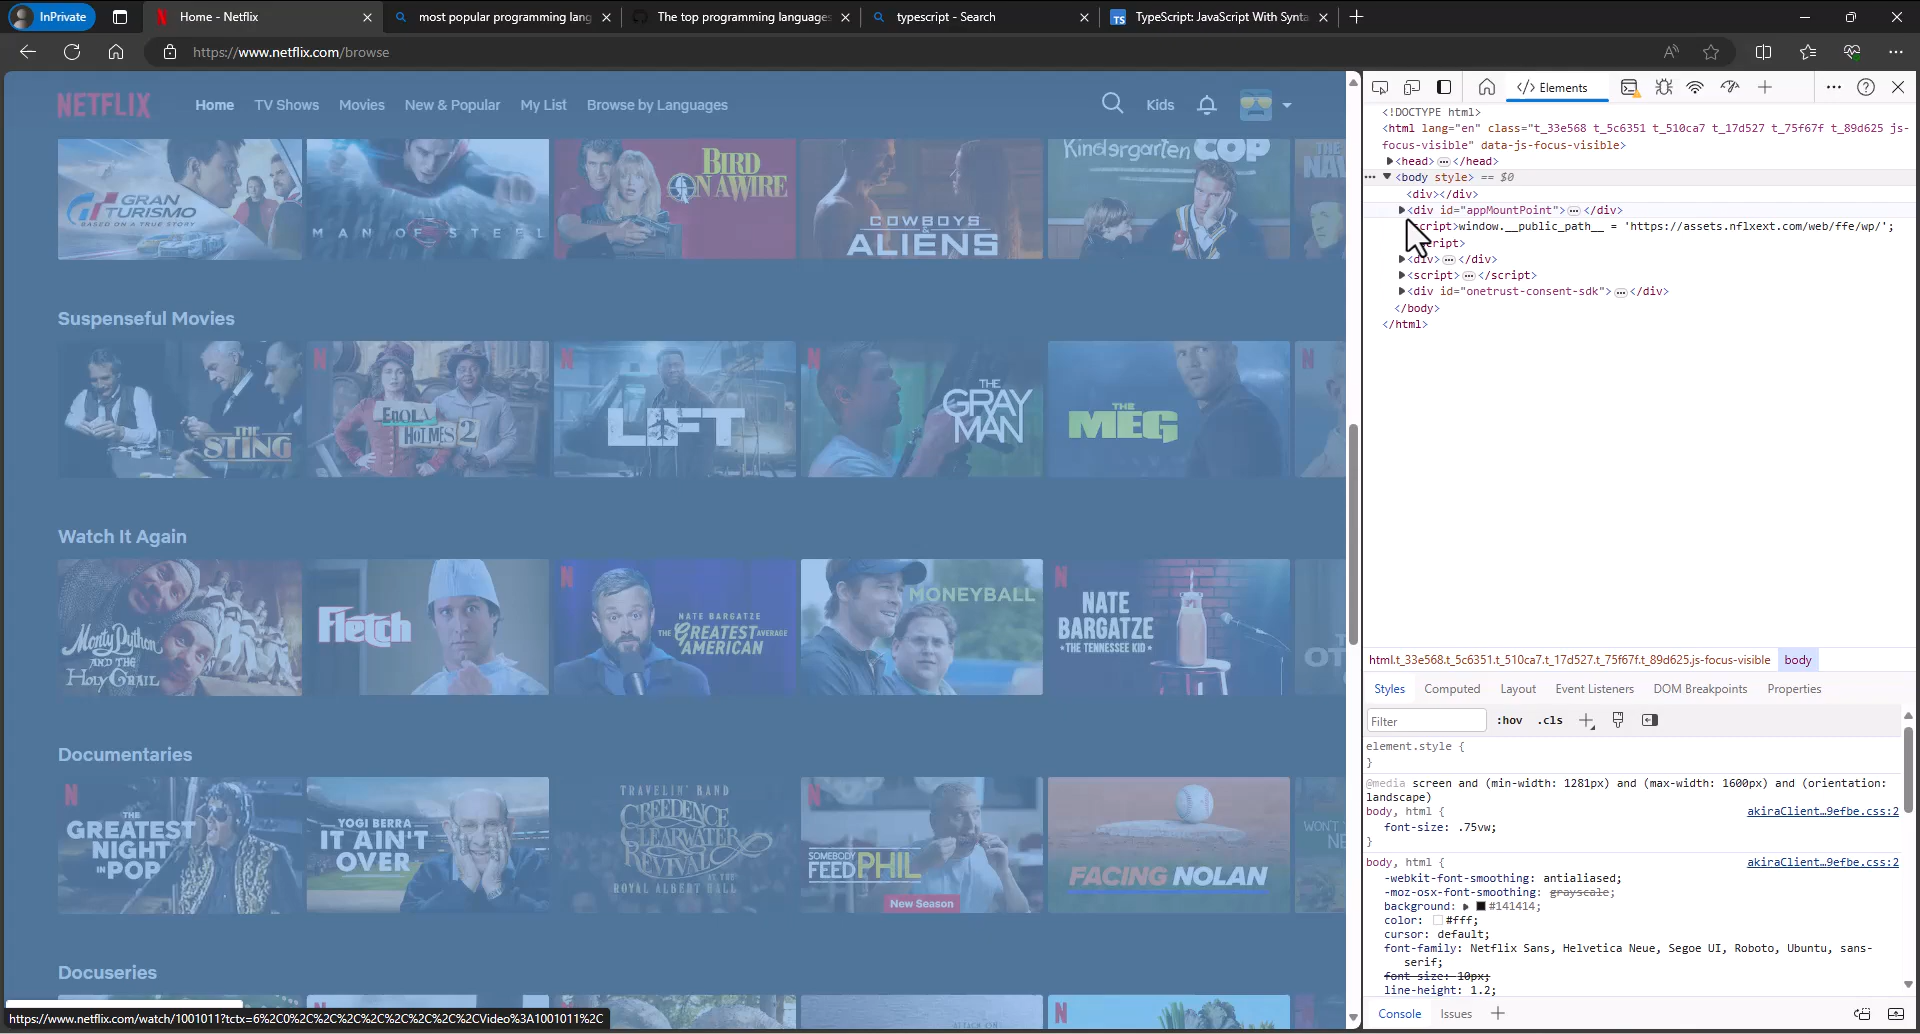 InPrivate
Home - Netflix
most popular programming lang
The top programming languages
typescript - Search
TS TypeScript: JavaScript With Synta
https://www.netflix.com/browse
NETFLIX Home TV Shows Movies New & Popular My List Browse by Languages Kids
GRAN TURISMO
BASED ON A TRUE STORY
MAN OF STEEL
BIRD ON A WIRE
COWBOYS & ALIENS
Kindergarten COP
Suspenseful Movies
THE STING
ENOLA HOLMES 2
LIFT
THE GRAY MAN
THE MEG
Watch It Again
Monty Python AND THE HOLY GRAIL
Fletch
NATE BARGATZE
THE GREATEST AVERAGE AMERICAN
MONEYBALL
NATE BARGATZE
THE TENNESSEE KID
Documentaries
THE GREATEST NIGHT IN POP
YOGI BERRA
IT AIN'T OVER
TRAVELIN' BAND
CREEDENCE CLEARWATER REVIVAL
AT THE ROYAL ALBERT HALL
SOMEBODY FEED PHIL
New Season
FACING NOLAN
Docuseries
https://www.netflix.com/watch/1001011?tctx=6%2C0%2C%2C%2C%2C%2C%2C%2C%2CVideo%3A1001011%2C
Elements
<!DOCTYPE html>
<html lang="en" class="t_33e568 t_5c6351 t_510ca7 t_17d527 t_75f67f t_89d625 js-
focus-visible" data-js-focus-visible>
<head> </head>
<body style> == $0
<div></div>
<div id="appMountPoint"> </div>
script>window.__public_path__ = 'https://assets.nflxext.com/web/ffe/wp/';
cript>
<div> </div>
<script> </script>
<div id="onetrust-consent-sdk"> </div>
</body>
</html>
html.t_33e568.t_5c6351.t_510ca7.t_17d527.t_75f67f.t_89d625.js-focus-visible body
Styles Computed Layout Event Listeners DOM Breakpoints Properties
Filter :hov .cls
element.style {
}
@media screen and (min-width: 1281px) and (max-width: 1600px) and (orientation:
landscape)
body, html { akiraClient…9efbe.css:2
font-size: .75vw;
}
body, html { akiraClient…9efbe.css:2
-webkit-font-smoothing: antialiased;
-moz-osx-font-smoothing: grayscale;
background: #141414;
color: #fff;
cursor: default;
font-family: Netflix Sans, Helvetica Neue, Segoe UI, Roboto, Ubuntu, sans-
serif;
font-size: 10px;
line-height: 1.2;
Console Issues